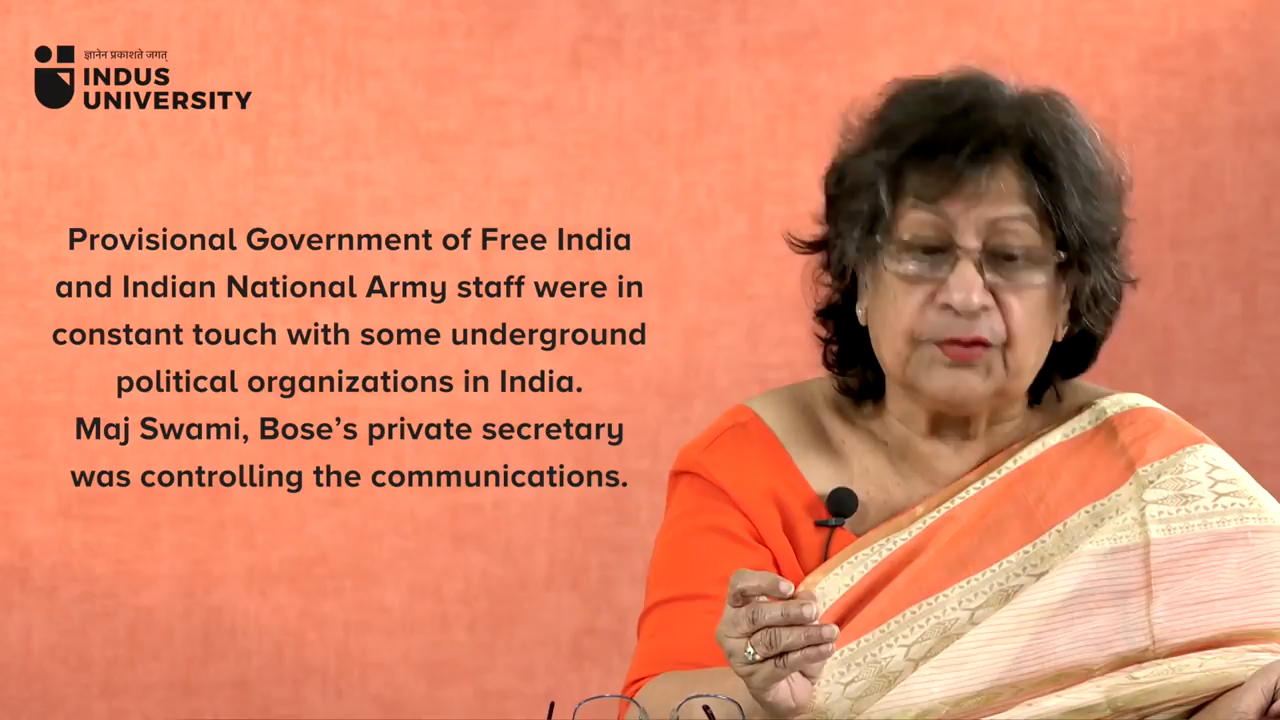 ज्ञानेन प्रकाशते जगत्
INDUS
UNIVERSITY
Provisional Government of Free India
and Indian National Army staff were in
constant touch with some underground
political organizations in India.
Maj Swami, Bose’s private secretary
was controlling the communications.